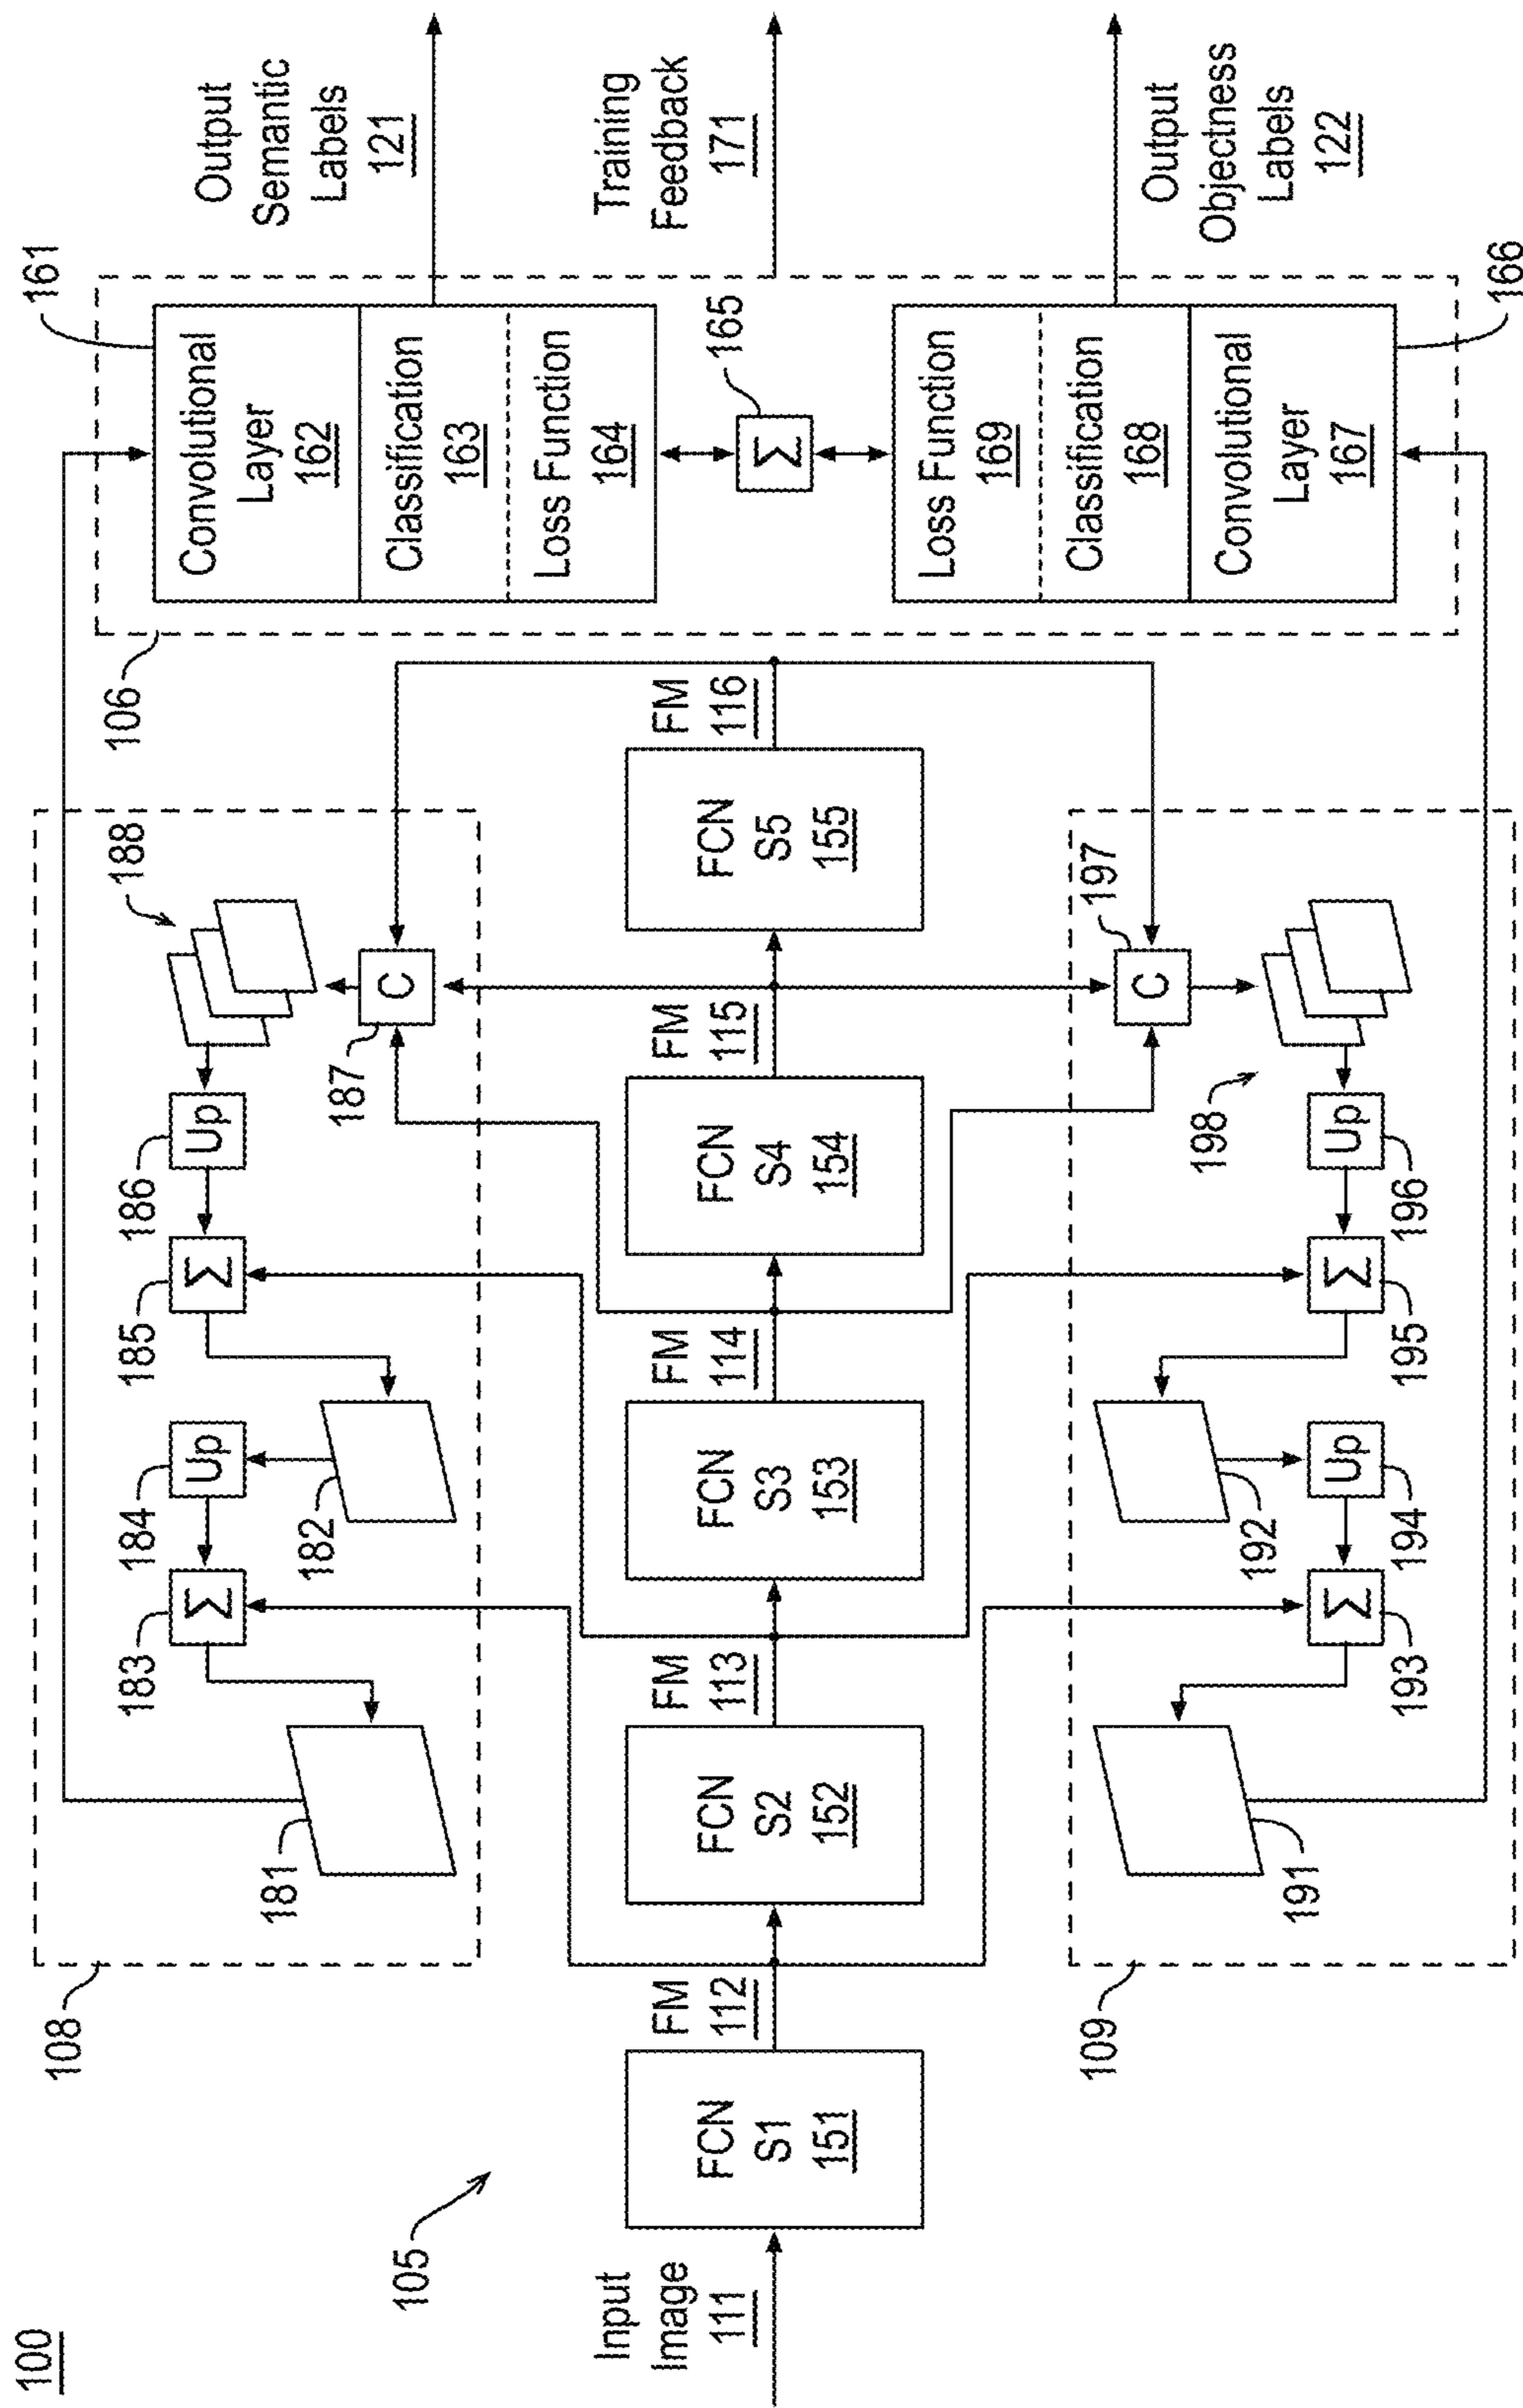 100
105
Input
Image
111
FCN
S1
151
FM
112
FCN
S2
152
FM
113
FCN
S3
153
FM
114
FCN
S4
154
FM
115
FCN
S5
155
FM
116
108
181
182
183
Σ
184
Up
185
Σ
186
Up
187
C
188
109
191
192
193
Σ
194
Up
195
Σ
196
Up
197
C
198
106
161
Convolutional
Layer
162
Classification
163
Loss Function
164
Σ
165
Loss Function
169
Classification
168
Convolutional
Layer
167
166
Output
Semantic
Labels
121
Training
Feedback
171
Output
Objectness
Labels
122